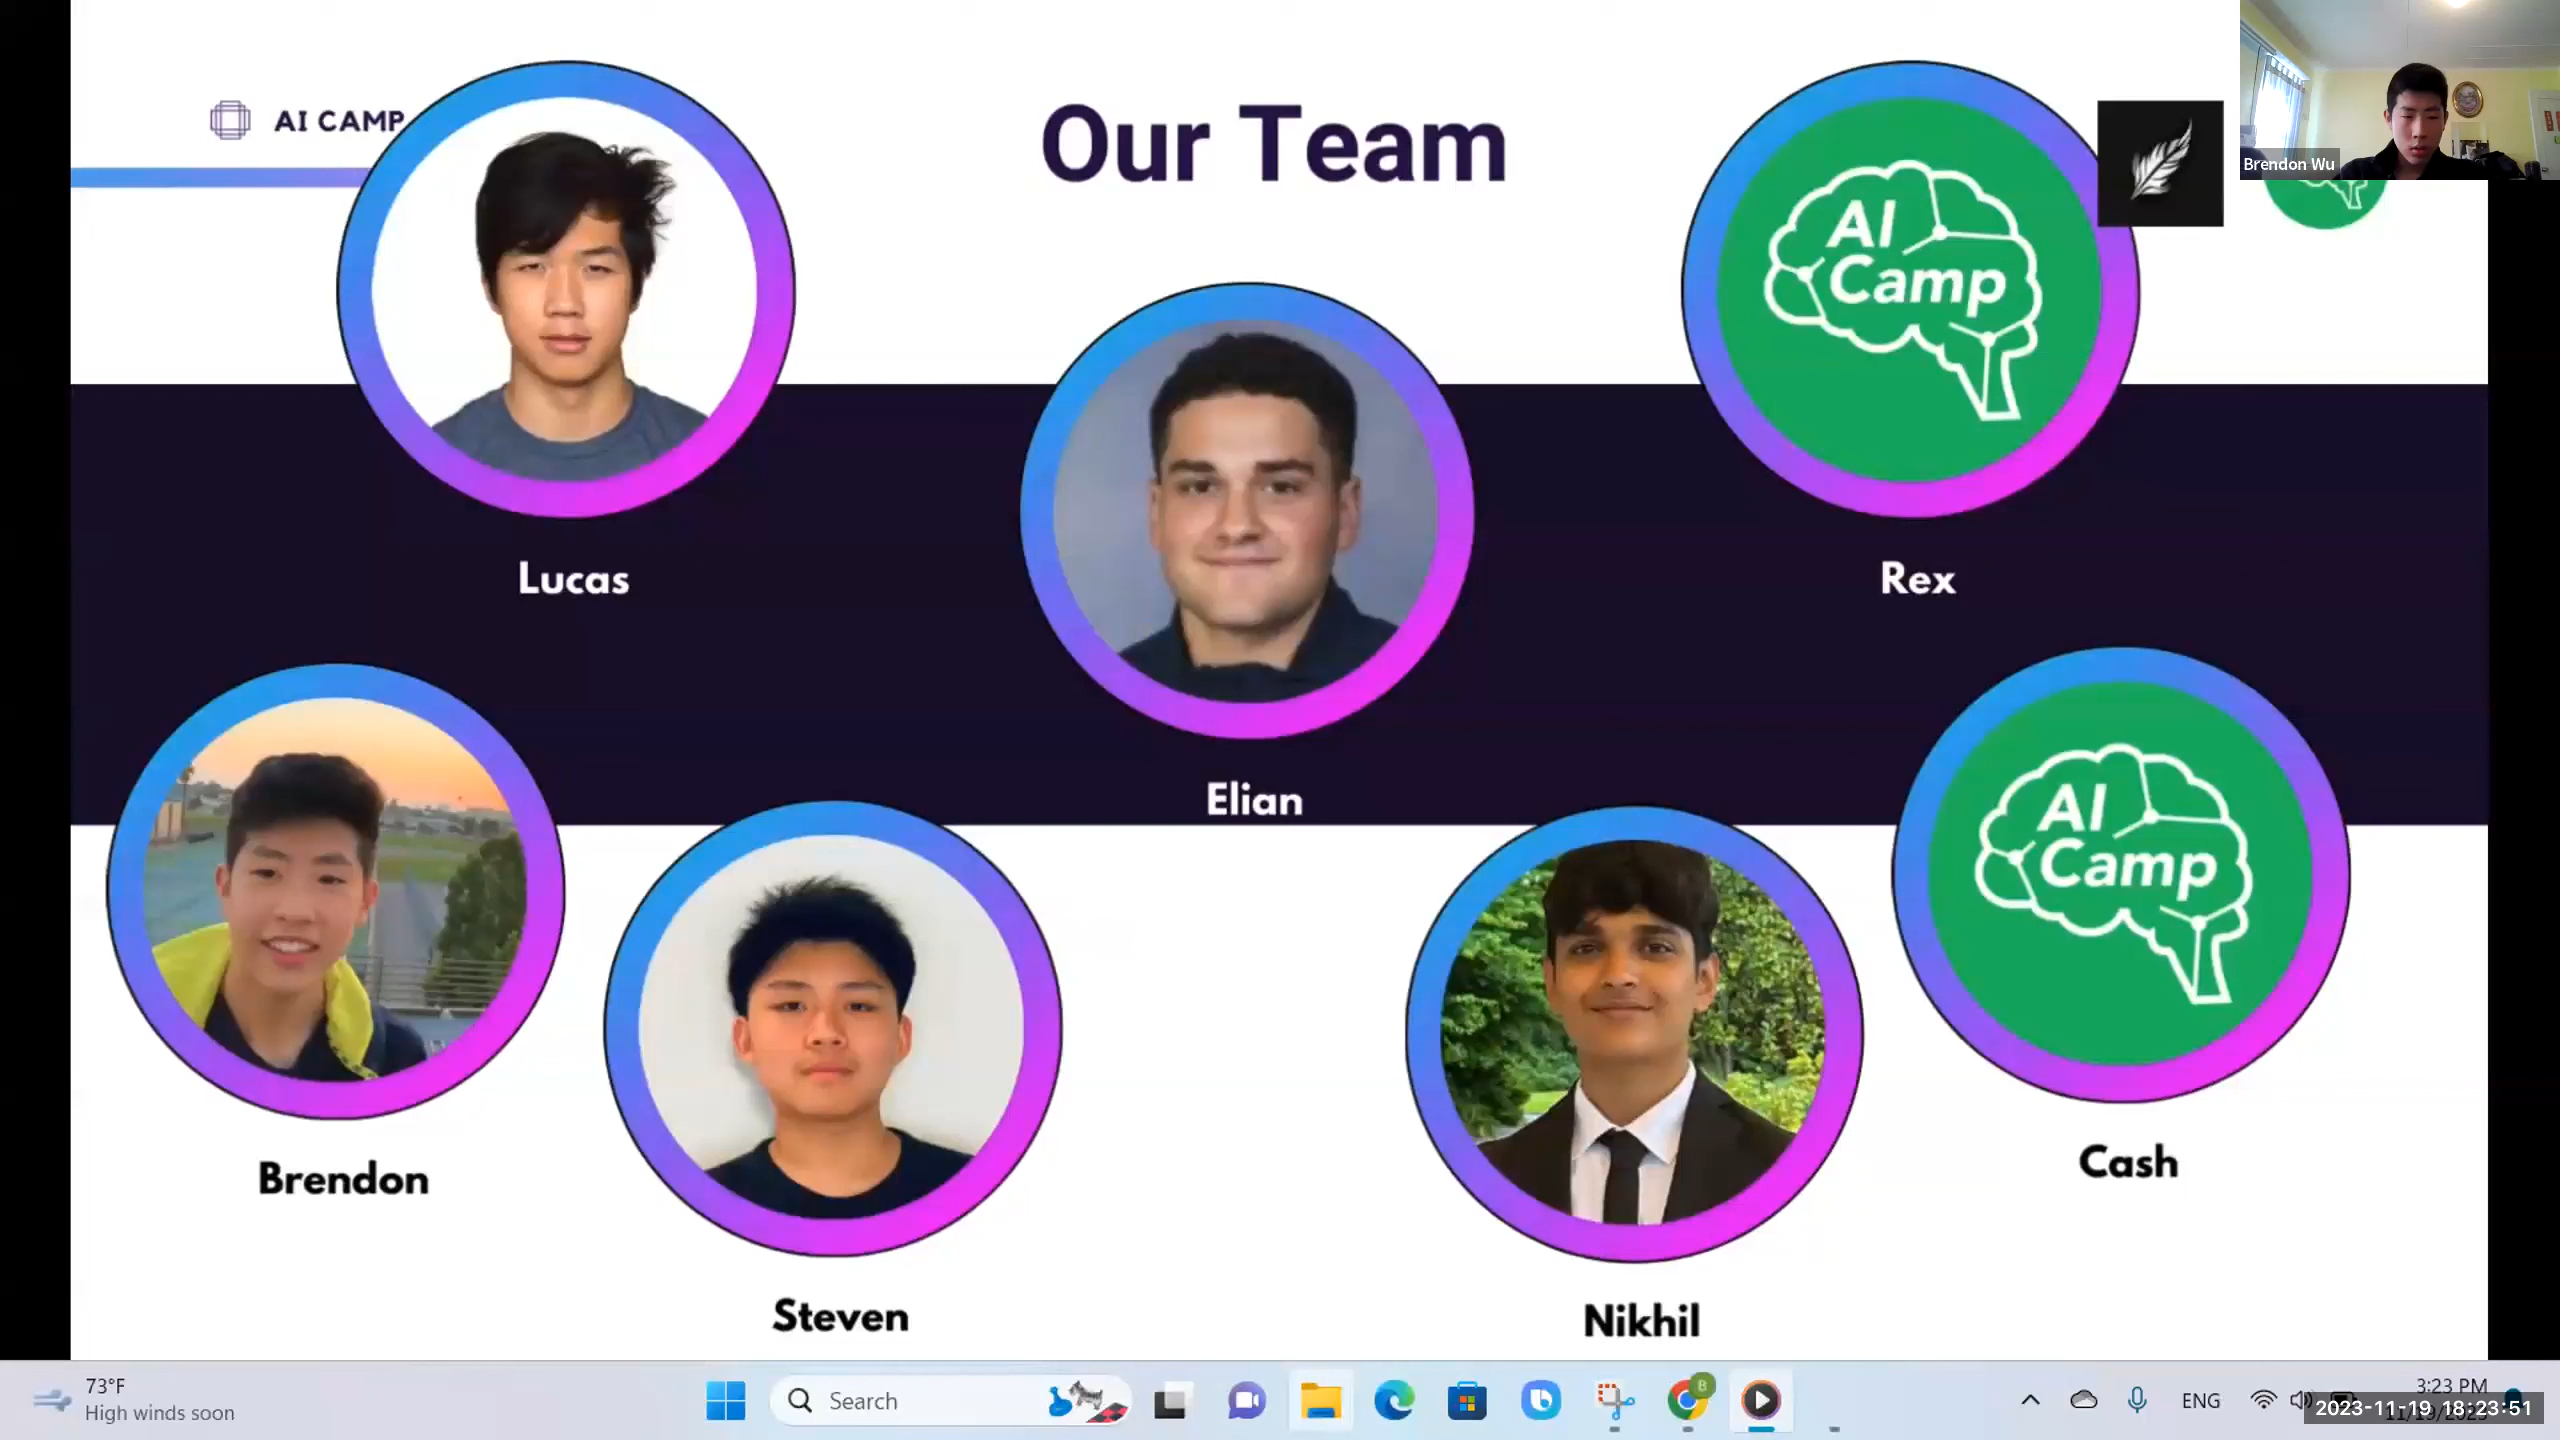 AI CAMP
Our Team
AI
Camp
Brendon Wu
Lucas
Rex
Elian
AI
Camp
Brendon
Cash
Steven
Nikhil
73°F
High winds soon
Search
B
ENG
3:23 PM
2023-11-19 18:23:51